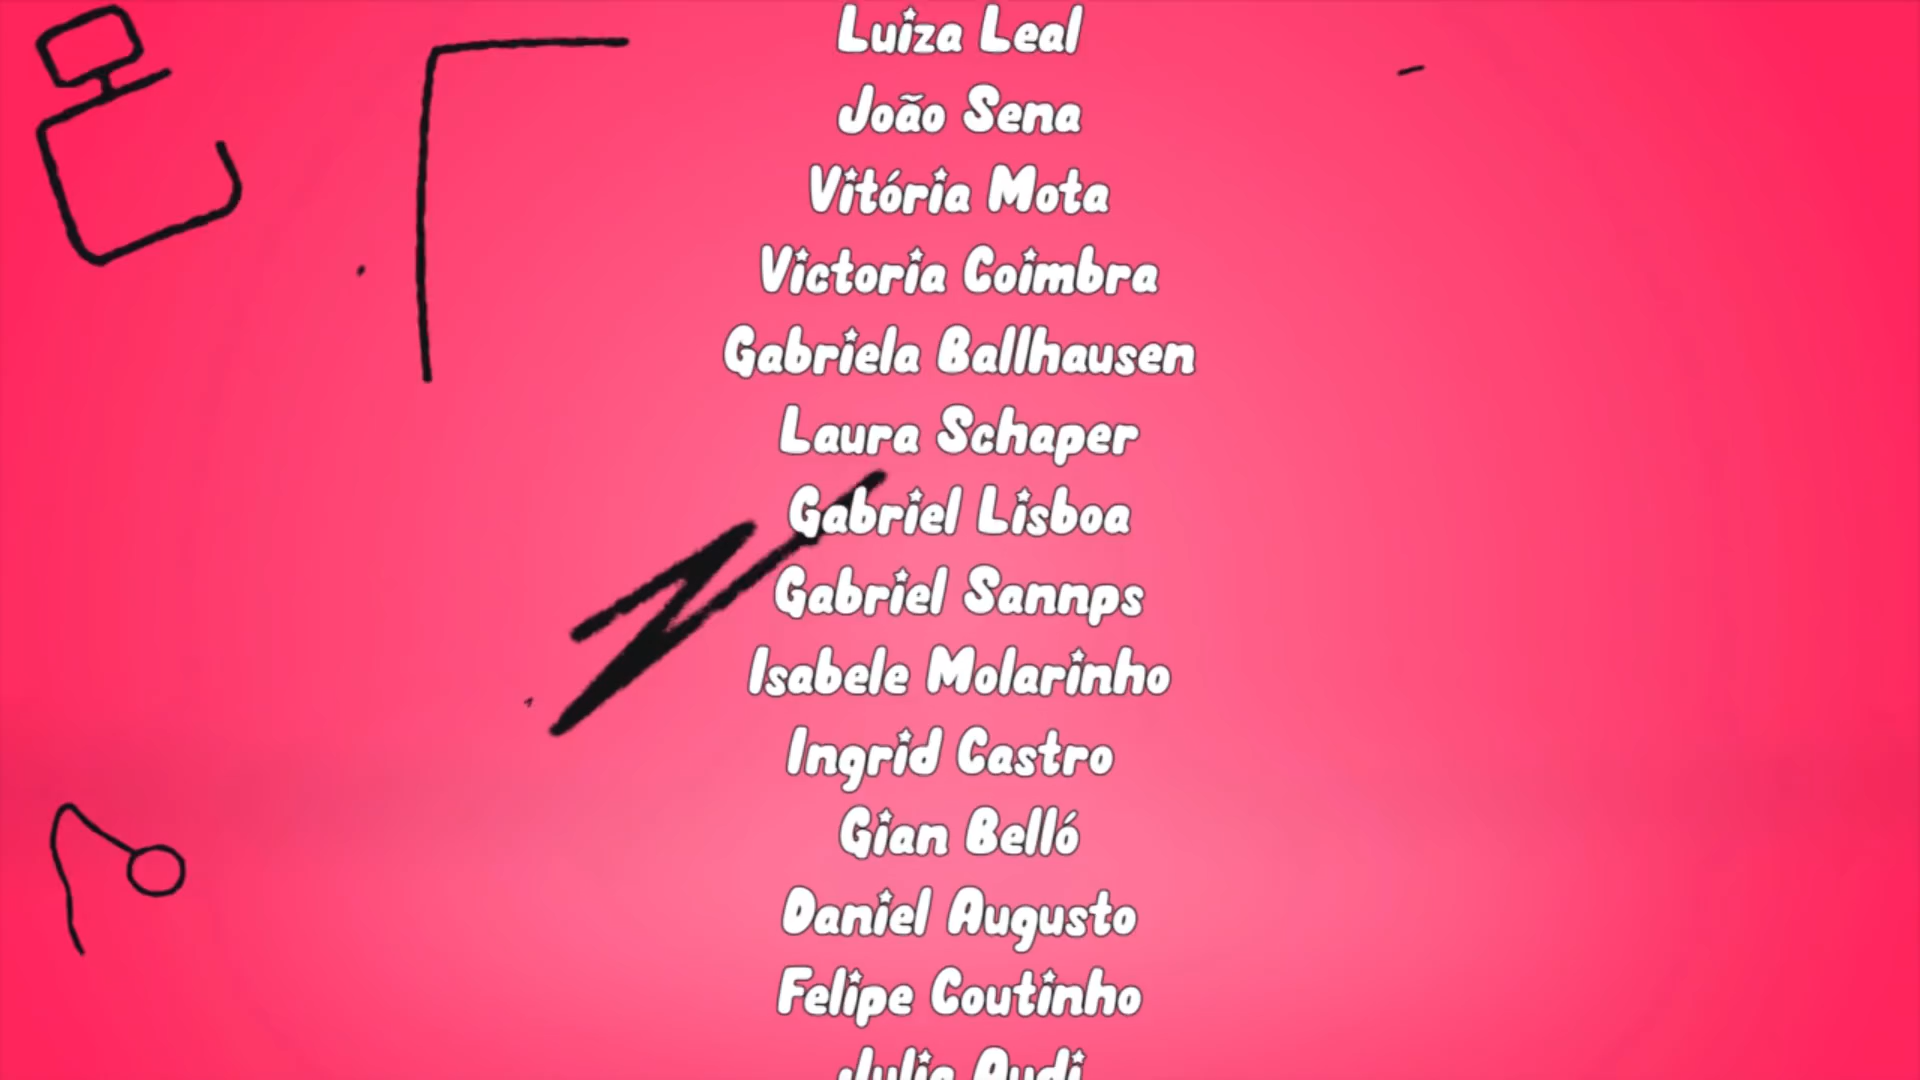 Luiza Leal
João Sena
Vitória Mota
Victoria Coimbra
Gabriela Ballhausen
Laura Schaper
Gabriel Lisboa
Gabriel Sannps
Isabele Molarinho
Ingrid Castro
Gian Belló
Daniel Augusto
Felipe Coutinho